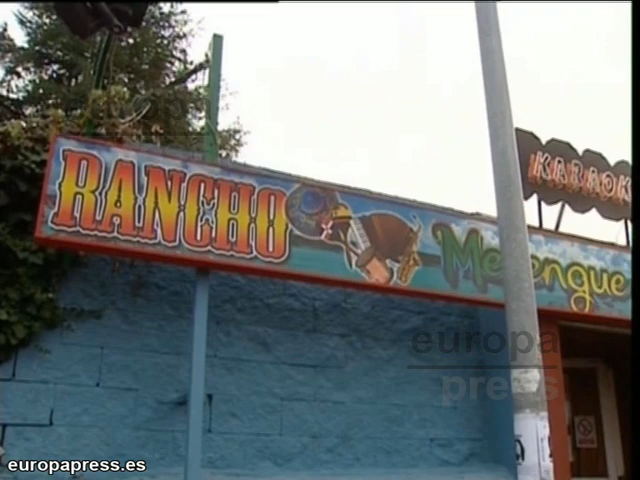 RANCHO
Merengue
KARAOK
europa
press
europapress.es